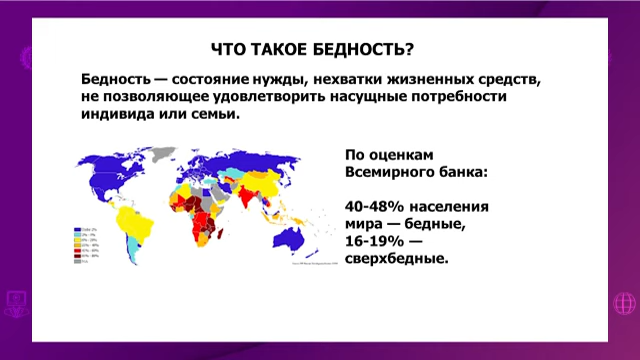 ЧТО ТАКОЕ БЕДНОСТЬ?
Бедность — состояние нужды, нехватки жизненных средств,
не позволяющее удовлетворить насущные потребности
индивида или семьи.
По оценкам
Всемирного банка:
40-48% населения
мира — бедные,
16-19% —
сверхбедные.